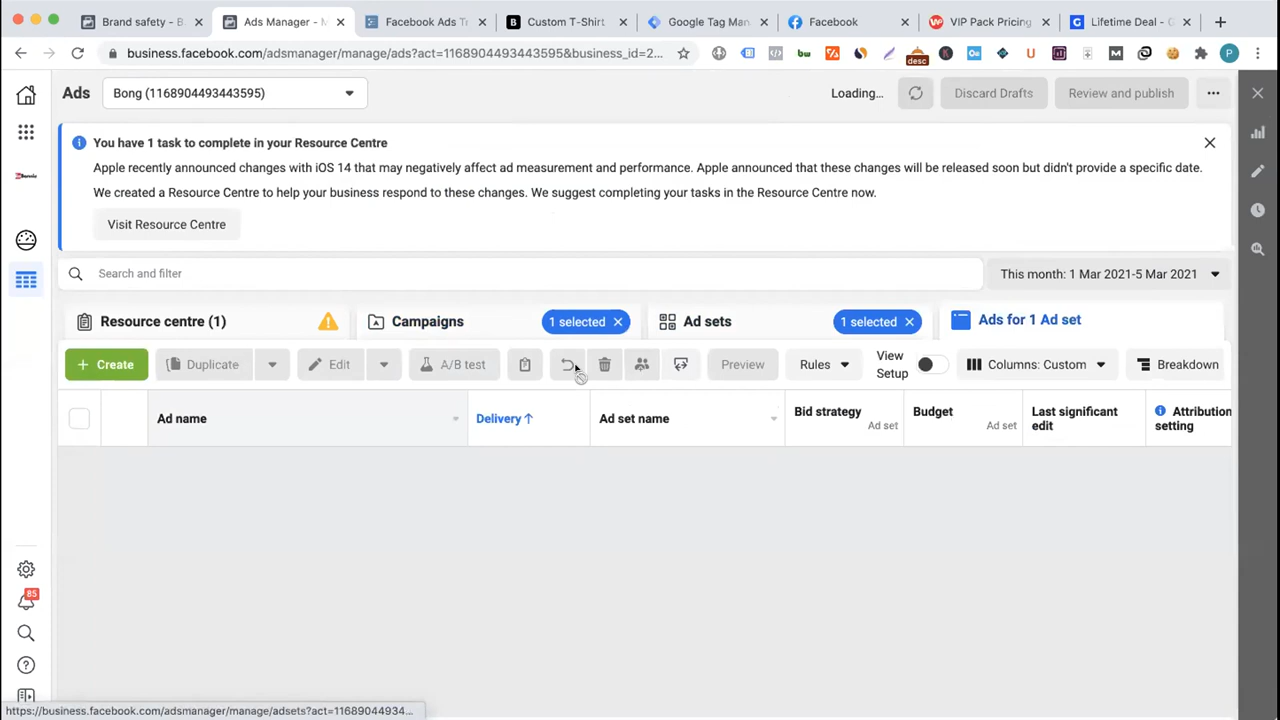 Brand safety - B.
Ads Manager - M
Facebook Ads Te
Custom T-Shirt
Google Tag Man.
Facebook
VIP Pack Pricing
Lifetime Deal - G
business.facebook.com/adsmanager/manage/ads?act=1168904493443595&business_id=2...
desc
P
Ads
Bong (1168904493443595)
Loading...
Discard Drafts
Review and publish
You have 1 task to complete in your Resource Centre
Apple recently announced changes with iOS 14 that may negatively affect ad measurement and performance. Apple announced that these changes will be released soon but didn't provide a specific date.
We created a Resource Centre to help your business respond to these changes. We suggest completing your tasks in the Resource Centre now.
Visit Resource Centre
Search and filter
This month: 1 Mar 2021-5 Mar 2021
Resource centre (1)
Campaigns
1 selected
Ad sets
1 selected
Ads for 1 Ad set
+ Create
Duplicate
Edit
A/B test
Preview
Rules
View Setup
Columns: Custom
Breakdown
Ad name
Delivery ↑
Ad set name
Bid strategy
Ad set
Budget
Ad set
Last significant edit
Attribution setting
85
https://business.facebook.com/adsmanager/manage/adsets?act=11689044934...